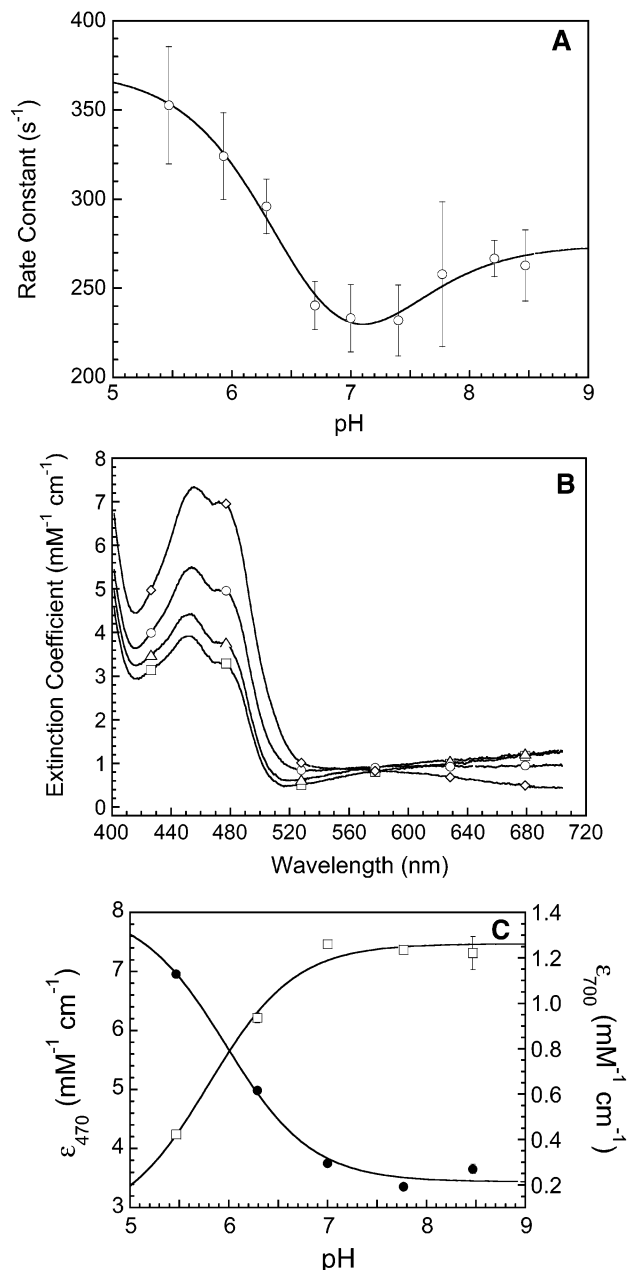 A
400
350
300
250
200
Rate Constant (s⁻¹)
5 6 7 8 9
pH
B
8
7
6
5
4
3
2
1
0
Extinction Coefficient (mM⁻¹ cm⁻¹)
400 440 480 520 560 600 640 680 720
Wavelength (nm)
C
8
7
6
5
4
3
ε₄₇₀ (mM⁻¹ cm⁻¹)
1.4
1.2
1.0
0.8
0.6
0.4
0.2
ε₇₀₀ (mM⁻¹ cm⁻¹)
5 6 7 8 9
pH